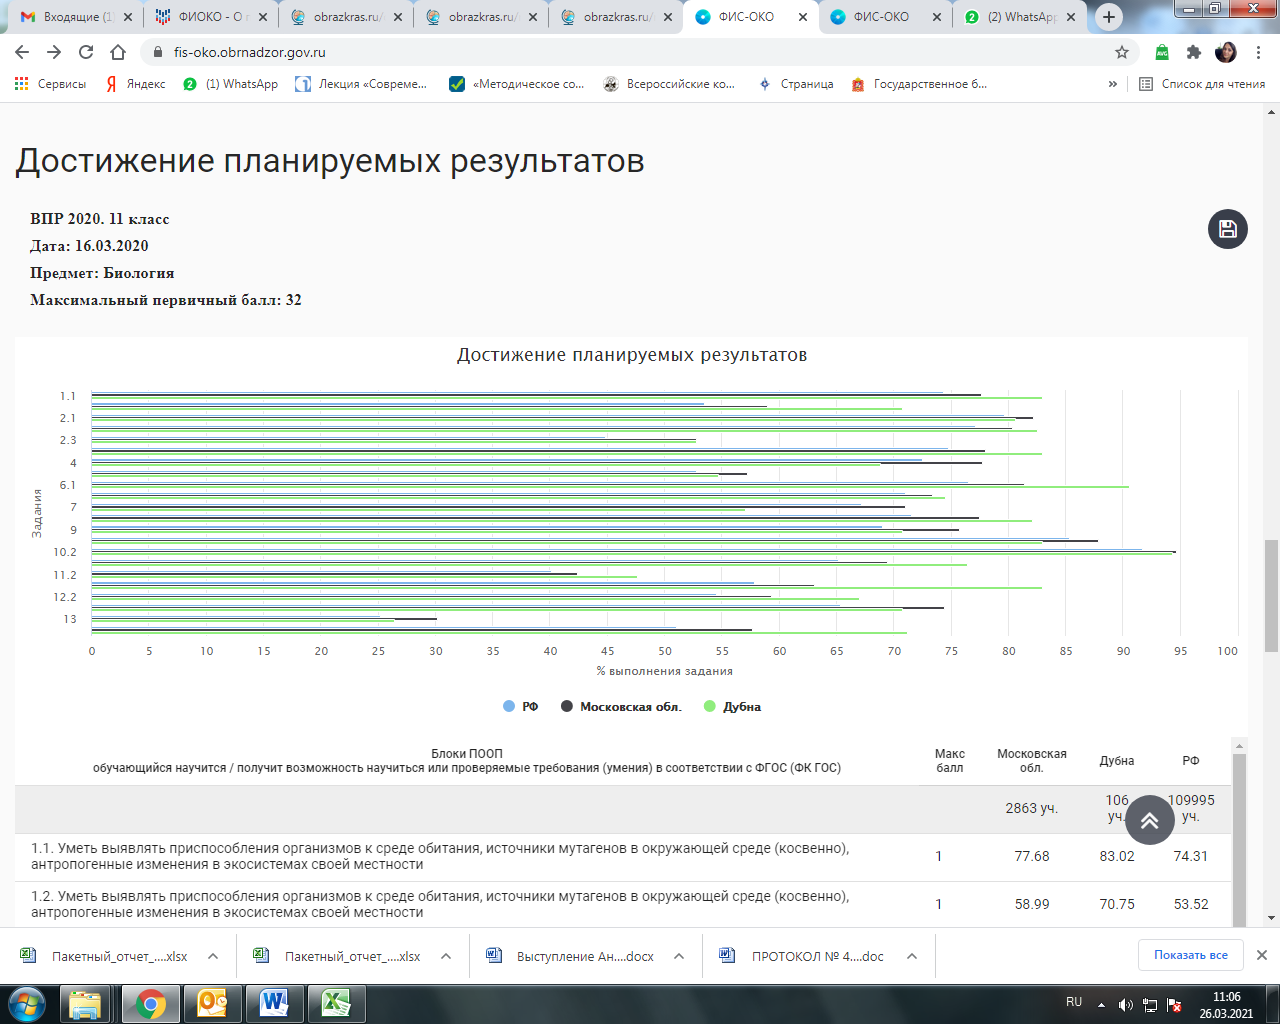 Входящие (1)
ФИОКО - О н
obrazkras.ru/
obrazkras.ru/
obrazkras.ru/
ФИС-ОКО
ФИС-ОКО
(2) WhatsApp
fis-oko.obrnadzor.gov.ru
Сервисы
Яндекс
(1) WhatsApp
Лекция «Совреме...
«Методическое со...
Всероссийские ко...
Страница
Государственное б...
»
Список для чтения
Достижение планируемых результатов
ВПР 2020. 11 класс
Дата: 16.03.2020
Предмет: Биология
Максимальный первичный балл: 32
Достижение планируемых результатов
Задания
1.1
2.1
2.3
4
6.1
7
9
10.2
11.2
12.2
13
0 5 10 15 20 25 30 35 40 45 50 55 60 65 70 75 80 85 90 95 100
% выполнения задания
РФ Московская обл. Дубна
Блоки ПООП
обучающийся научится / получит возможность научиться или проверяемые требования (умения) в соответствии с ФГОС (ФК ГОС)
Макс
балл
Московская
обл.
Дубна
РФ
2863 уч.
106
уч.
109995
уч.
1.1. Уметь выявлять приспособления организмов к среде обитания, источники мутагенов в окружающей среде (косвенно),
антропогенные изменения в экосистемах своей местности
1 77.68 83.02 74.31
1.2. Уметь выявлять приспособления организмов к среде обитания, источники мутагенов в окружающей среде (косвенно),
антропогенные изменения в экосистемах своей местности
1 58.99 70.75 53.52
Пакетный_отчет_....xlsx
Пакетный_отчет_....xlsx
Выступление Ан....docx
ПРОТОКОЛ № 4....doc
Показать все
RU
11:06
26.03.2021